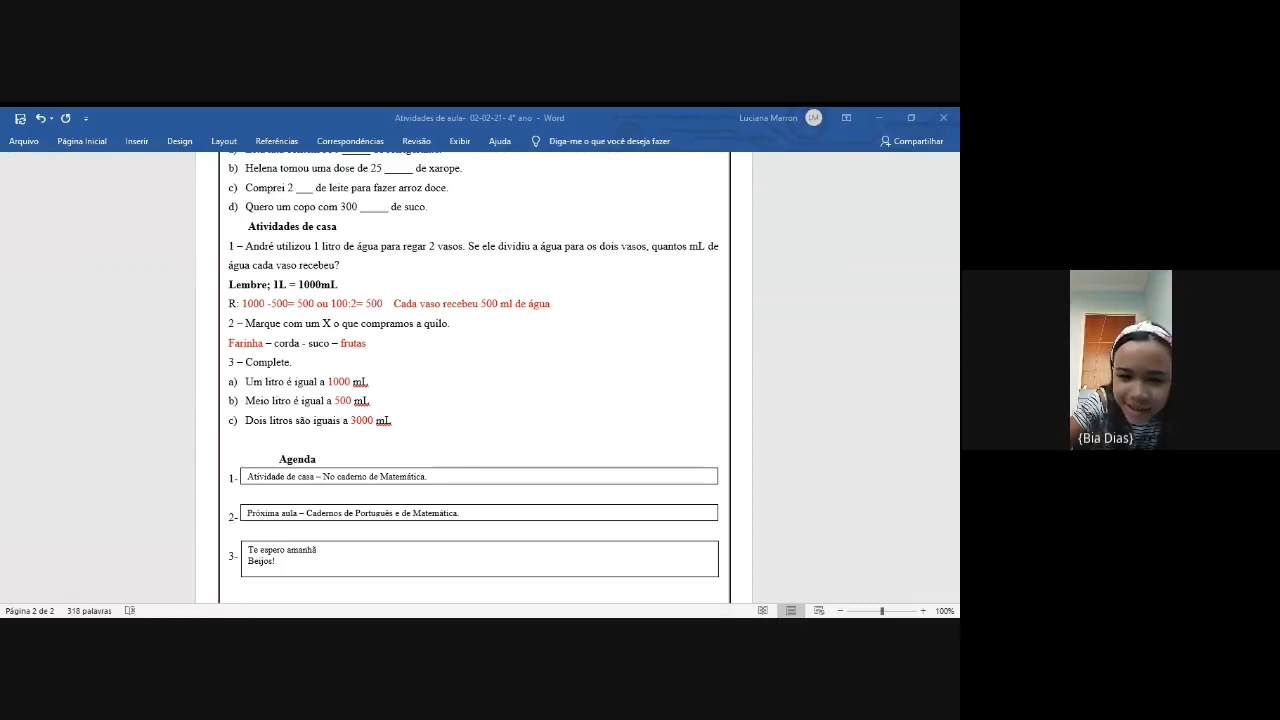 Atividades de aula- 02-02-21- 4° ano - Word
Luciana Marron LM
Arquivo Página Inicial Inserir Design Layout Referências Correspondências Revisão Exibir Ajuda Diga-me o que você deseja fazer Compartilhar
b) Helena tomou uma dose de 25 _____ de xarope.
c) Comprei 2 ___ de leite para fazer arroz doce.
d) Quero um copo com 300 _____ de suco.
Atividades de casa
1 – André utilizou 1 litro de água para regar 2 vasos. Se ele dividiu a água para os dois vasos, quantos mL de
água cada vaso recebeu?
Lembre; 1L = 1000mL
R: 1000 -500= 500 ou 100:2= 500 Cada vaso recebeu 500 ml de água
2 – Marque com um X o que compramos a quilo.
Farinha – corda - suco – frutas
3 – Complete.
a) Um litro é igual a 1000 mL
b) Meio litro é igual a 500 mL
c) Dois litros são iguais a 3000 mL
Agenda
1- Atividade de casa – No caderno de Matemática.
2- Próxima aula – Cadernos de Português e de Matemática.
3- Te espero amanhã
Beijos!
Página 2 de 2 318 palavras 100%
{Bia Dias}